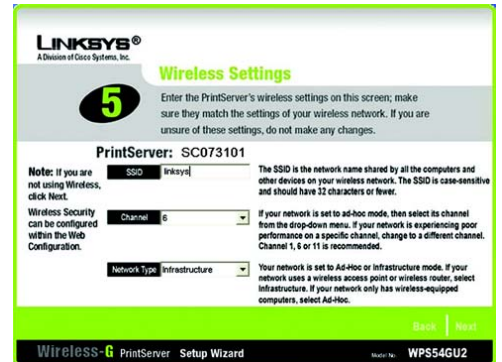 LINKSYS®
A Division of Cisco Systems, Inc.
Wireless Settings
5
Enter the PrintServer's wireless settings on this screen; make
sure they match the settings of your wireless network. If you are
unsure of these settings, do not make any changes.
PrintServer: SC073101
Note: If you are
not using Wireless,
click Next.
SSID
linksys
The SSID is the network name shared by all the computers and
other devices on your wireless network. The SSID is case-sensitive
and should have 32 characters or fewer.
Wireless Security
can be configured
within the Web
Configuration.
Channel
6
If your network is set to ad-hoc mode, then select its channel
from the drop-down menu. If your network is experiencing poor
performance on a specific channel, change to a different channel.
Channel 1, 6 or 11 is recommended.
Network Type
Infrastructure
Your network is set to Ad-Hoc or Infrastructure mode. If your
network uses a wireless access point or wireless router, select
Infrastructure. If your network only has wireless-equipped
computers, select Ad-Hoc.
Back Next
Wireless-G PrintServer Setup Wizard Model No. WPS54GU2